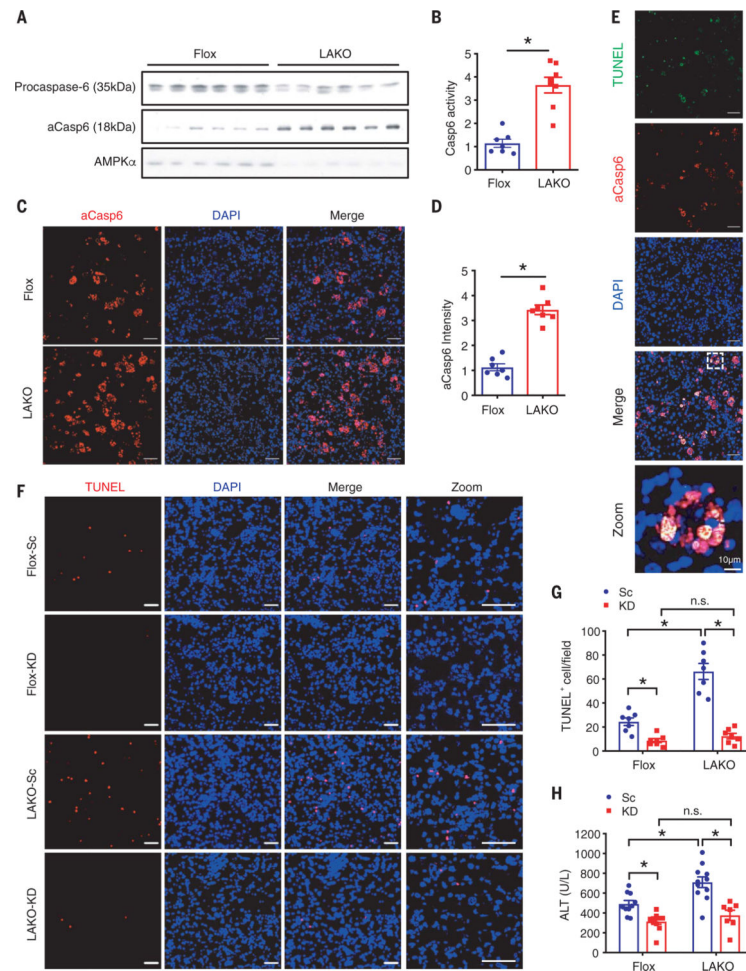 A
Flox
LAKO
Procaspase-6 (35kDa)
aCasp6 (18kDa)
AMPKα
B
*
Casp6 activity
5
4
3
2
1
0
Flox
LAKO
C
aCasp6
DAPI
Merge
Flox
LAKO
D
*
aCasp6 Intensity
5
4
3
2
1
0
Flox
LAKO
E
TUNEL
aCasp6
DAPI
Merge
Zoom
10μm
F
TUNEL
DAPI
Merge
Zoom
Flox-Sc
Flox-KD
LAKO-Sc
LAKO-KD
G
Sc
KD
n.s.
*
*
*
TUNEL+ cell/field
100
80
60
40
20
0
Flox
LAKO
H
Sc
KD
n.s.
*
*
*
ALT (U/L)
1200
1000
800
600
400
200
0
Flox
LAKO